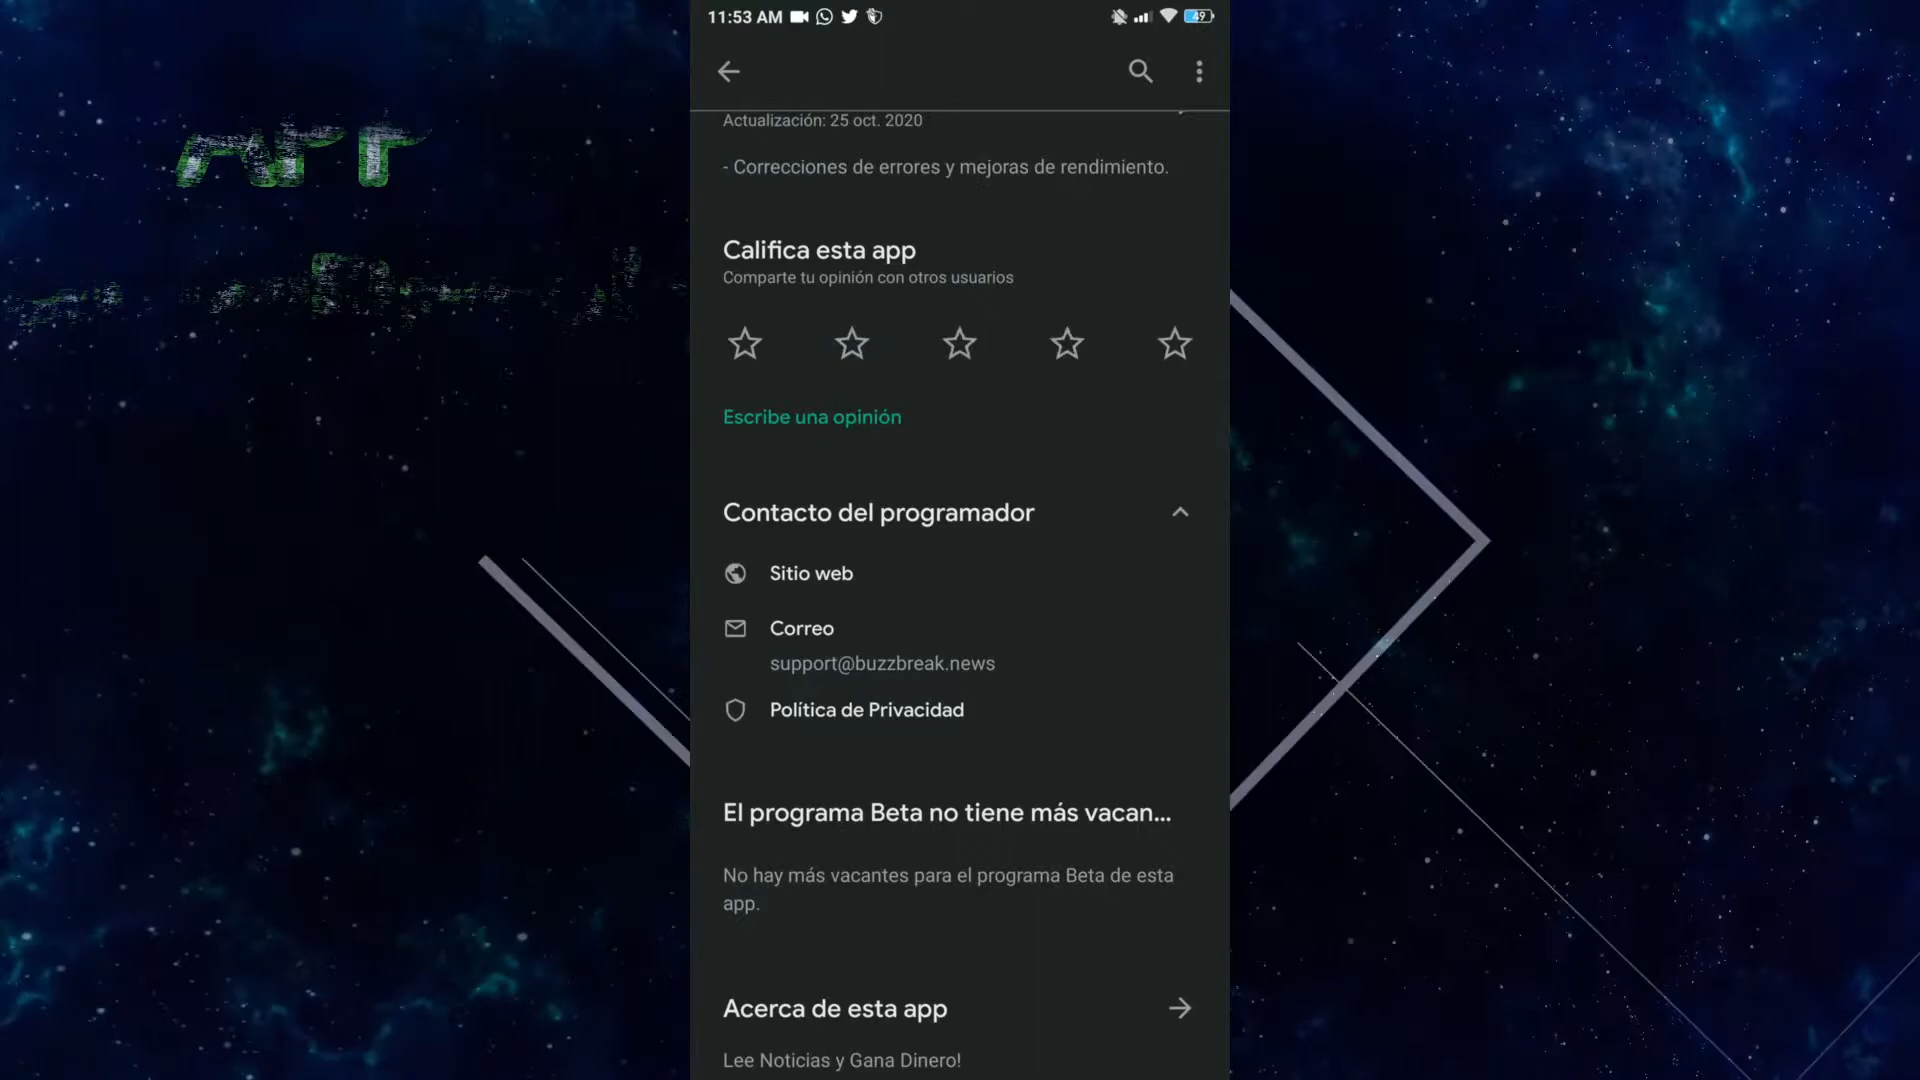 11:53 AM
49
Actualización: 25 oct. 2020
- Correcciones de errores y mejoras de rendimiento.
Califica esta app
Comparte tu opinión con otros usuarios
Escribe una opinión
Contacto del programador
Sitio web
Correo
support@buzzbreak.news
Política de Privacidad
El programa Beta no tiene más vacan...
No hay más vacantes para el programa Beta de esta
app.
Acerca de esta app
Lee Noticias y Gana Dinero!